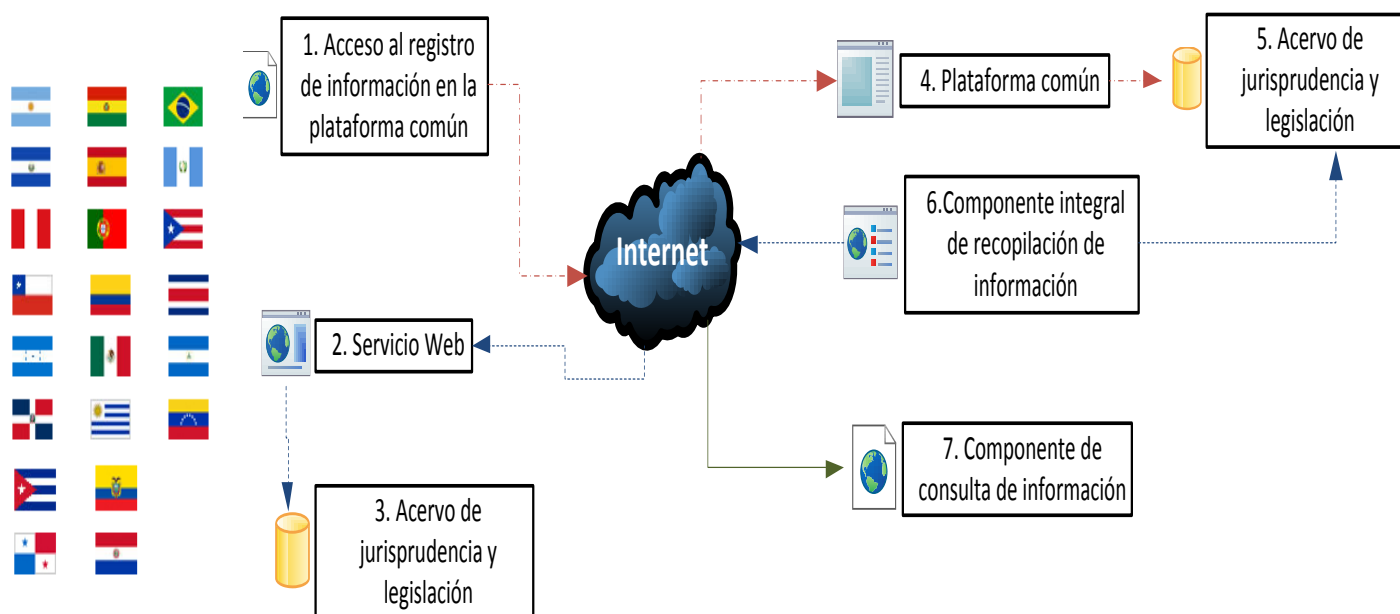 1. Acceso al registro
de información en la
plataforma común
2. Servicio Web
3. Acervo de
jurisprudencia y
legislación
Internet
4. Plataforma común
5. Acervo de
jurisprudencia y
legislación
6.Componente integral
de recopilación de
información
7. Componente de
consulta de información